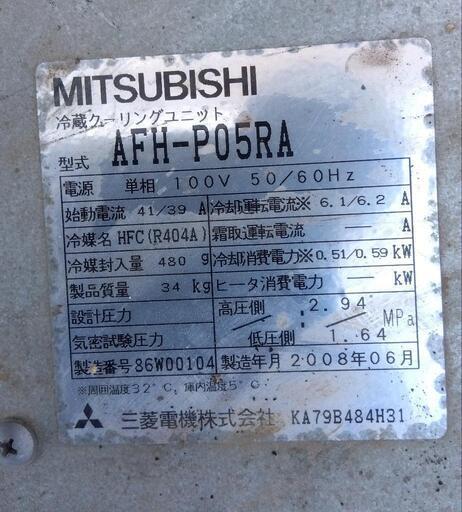 MITSUBISHI
冷蔵クーリングユニット
型式 AFH-P05RA
電源 単相 100V 50/60Hz
始動電流 41/39 A 冷却運転電流※ 6.1/6.2 A
冷媒名 HFC(R404A) 霜取運転電流 — A
冷媒封入量 480 g 冷却消費電力※ 0.51/0.59 kW
製品質量 34 kg ヒータ消費電力 — kW
設計圧力 高圧側 : 2.94 MPa
気密試験圧力 低圧側 1.64
製造番号 86W00104 製造年月 2008年06月
※周囲温度32℃、庫内温度5℃
三菱電機株式会社 KA79B484H31